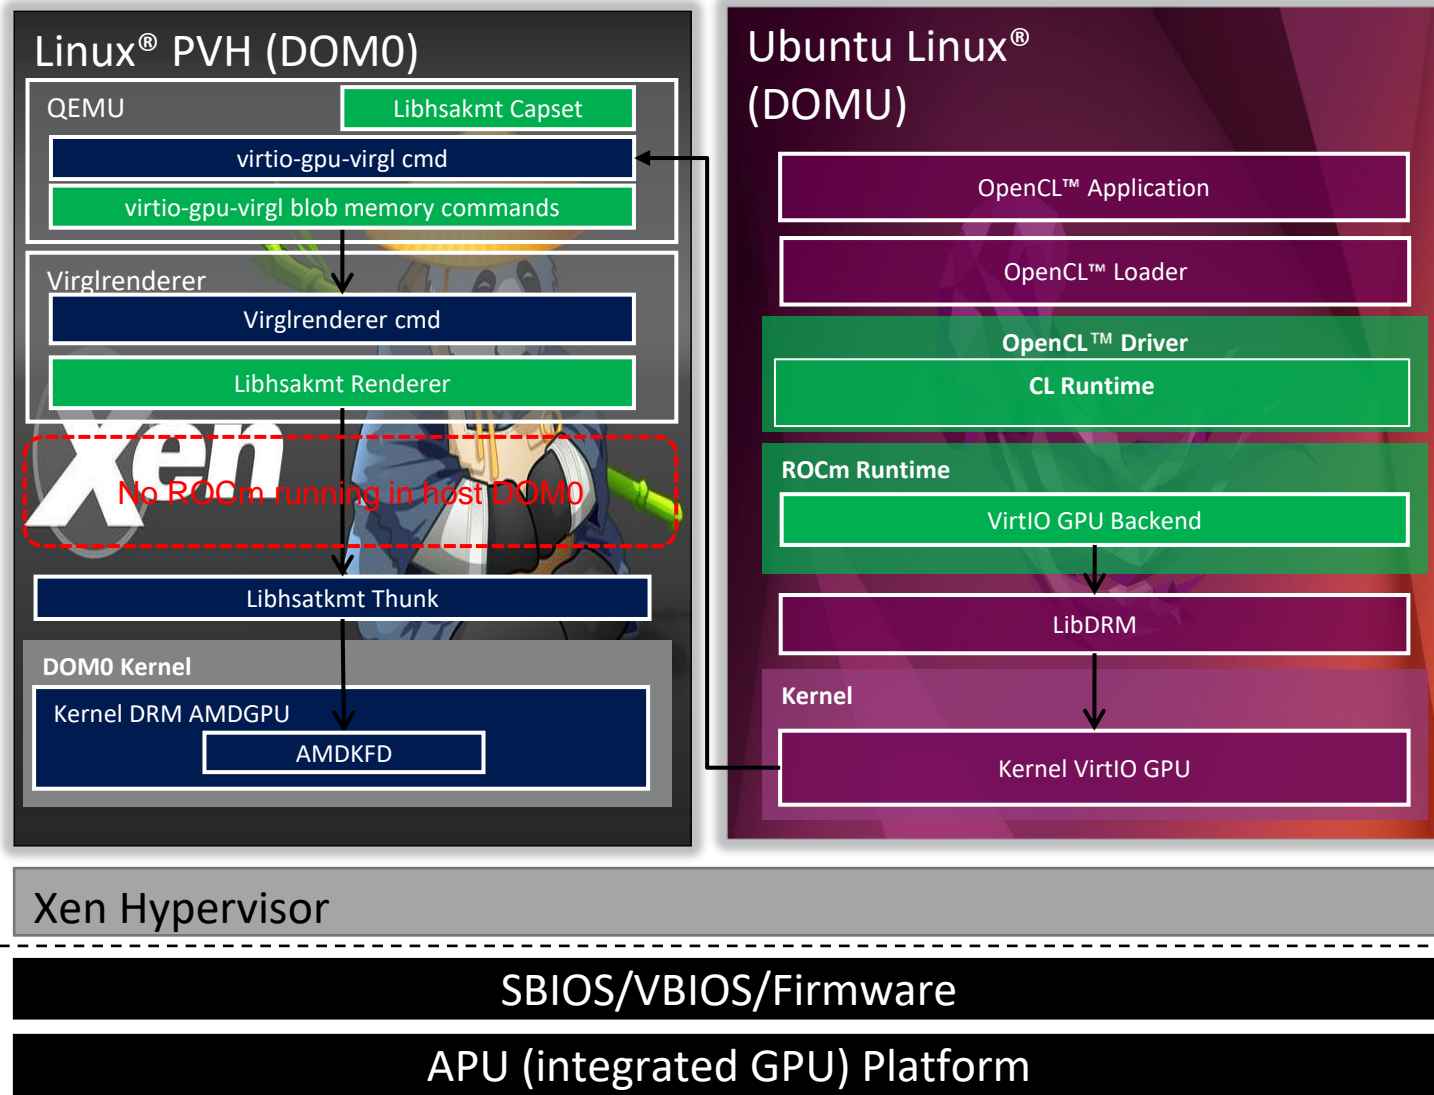 Linux® PVH (DOM0)
QEMU
Libhsakmt Capset
virtio-gpu-virgl cmd
virtio-gpu-virgl blob memory commands
Virglrenderer
Virglrenderer cmd
Libhsakmt Renderer
Xen
No ROCm running in host DOM0
Libhsatkmt Thunk
DOM0 Kernel
Kernel DRM AMDGPU
AMDKFD
Ubuntu Linux®
(DOMU)
OpenCL™ Application
OpenCL™ Loader
OpenCL™ Driver
CL Runtime
ROCm Runtime
VirtIO GPU Backend
LibDRM
Kernel
Kernel VirtIO GPU
Xen Hypervisor
SBIOS/VBIOS/Firmware
APU (integrated GPU) Platform